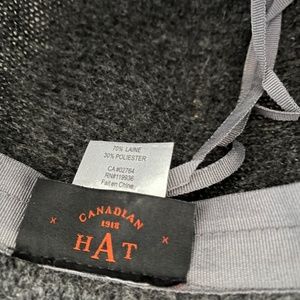 70% LAINE
30% POLIESTER
CA#02764
RN#119936
Fait en Chine
CANADIAN
1918
HAT